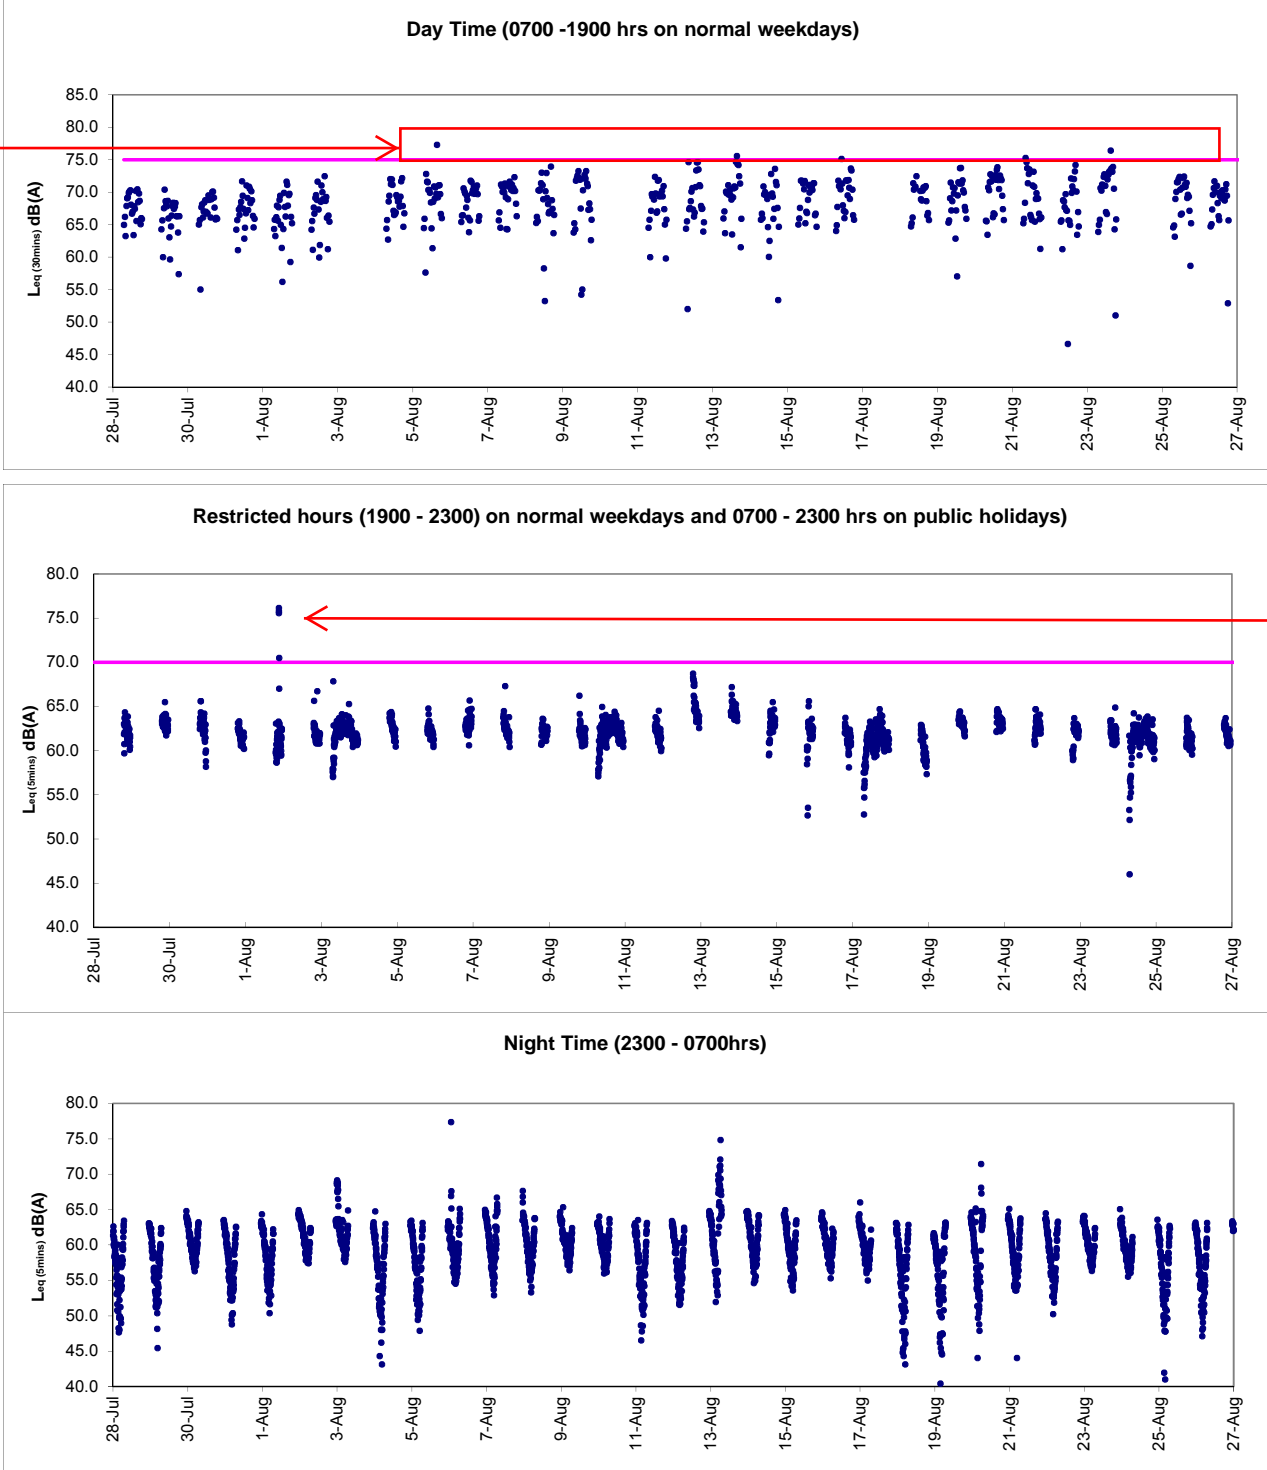 Day Time (0700 -1900 hrs on normal weekdays)
85.0
80.0
75.0
70.0
65.0
60.0
55.0
50.0
45.0
40.0
Leq (30mins) dB(A)
28-Jul
30-Jul
1-Aug
3-Aug
5-Aug
7-Aug
9-Aug
11-Aug
13-Aug
15-Aug
17-Aug
19-Aug
21-Aug
23-Aug
25-Aug
27-Aug
Restricted hours (1900 - 2300) on normal weekdays and 0700 - 2300 hrs on public holidays)
80.0
75.0
70.0
65.0
60.0
55.0
50.0
45.0
40.0
Leq (5mins) dB(A)
28-Jul
30-Jul
1-Aug
3-Aug
5-Aug
7-Aug
9-Aug
11-Aug
13-Aug
15-Aug
17-Aug
19-Aug
21-Aug
23-Aug
25-Aug
27-Aug
Night Time (2300 - 0700hrs)
80.0
75.0
70.0
65.0
60.0
55.0
50.0
45.0
40.0
Leq (5mins) dB(A)
28-Jul
30-Jul
1-Aug
3-Aug
5-Aug
7-Aug
9-Aug
11-Aug
13-Aug
15-Aug
17-Aug
19-Aug
21-Aug
23-Aug
25-Aug
27-Aug